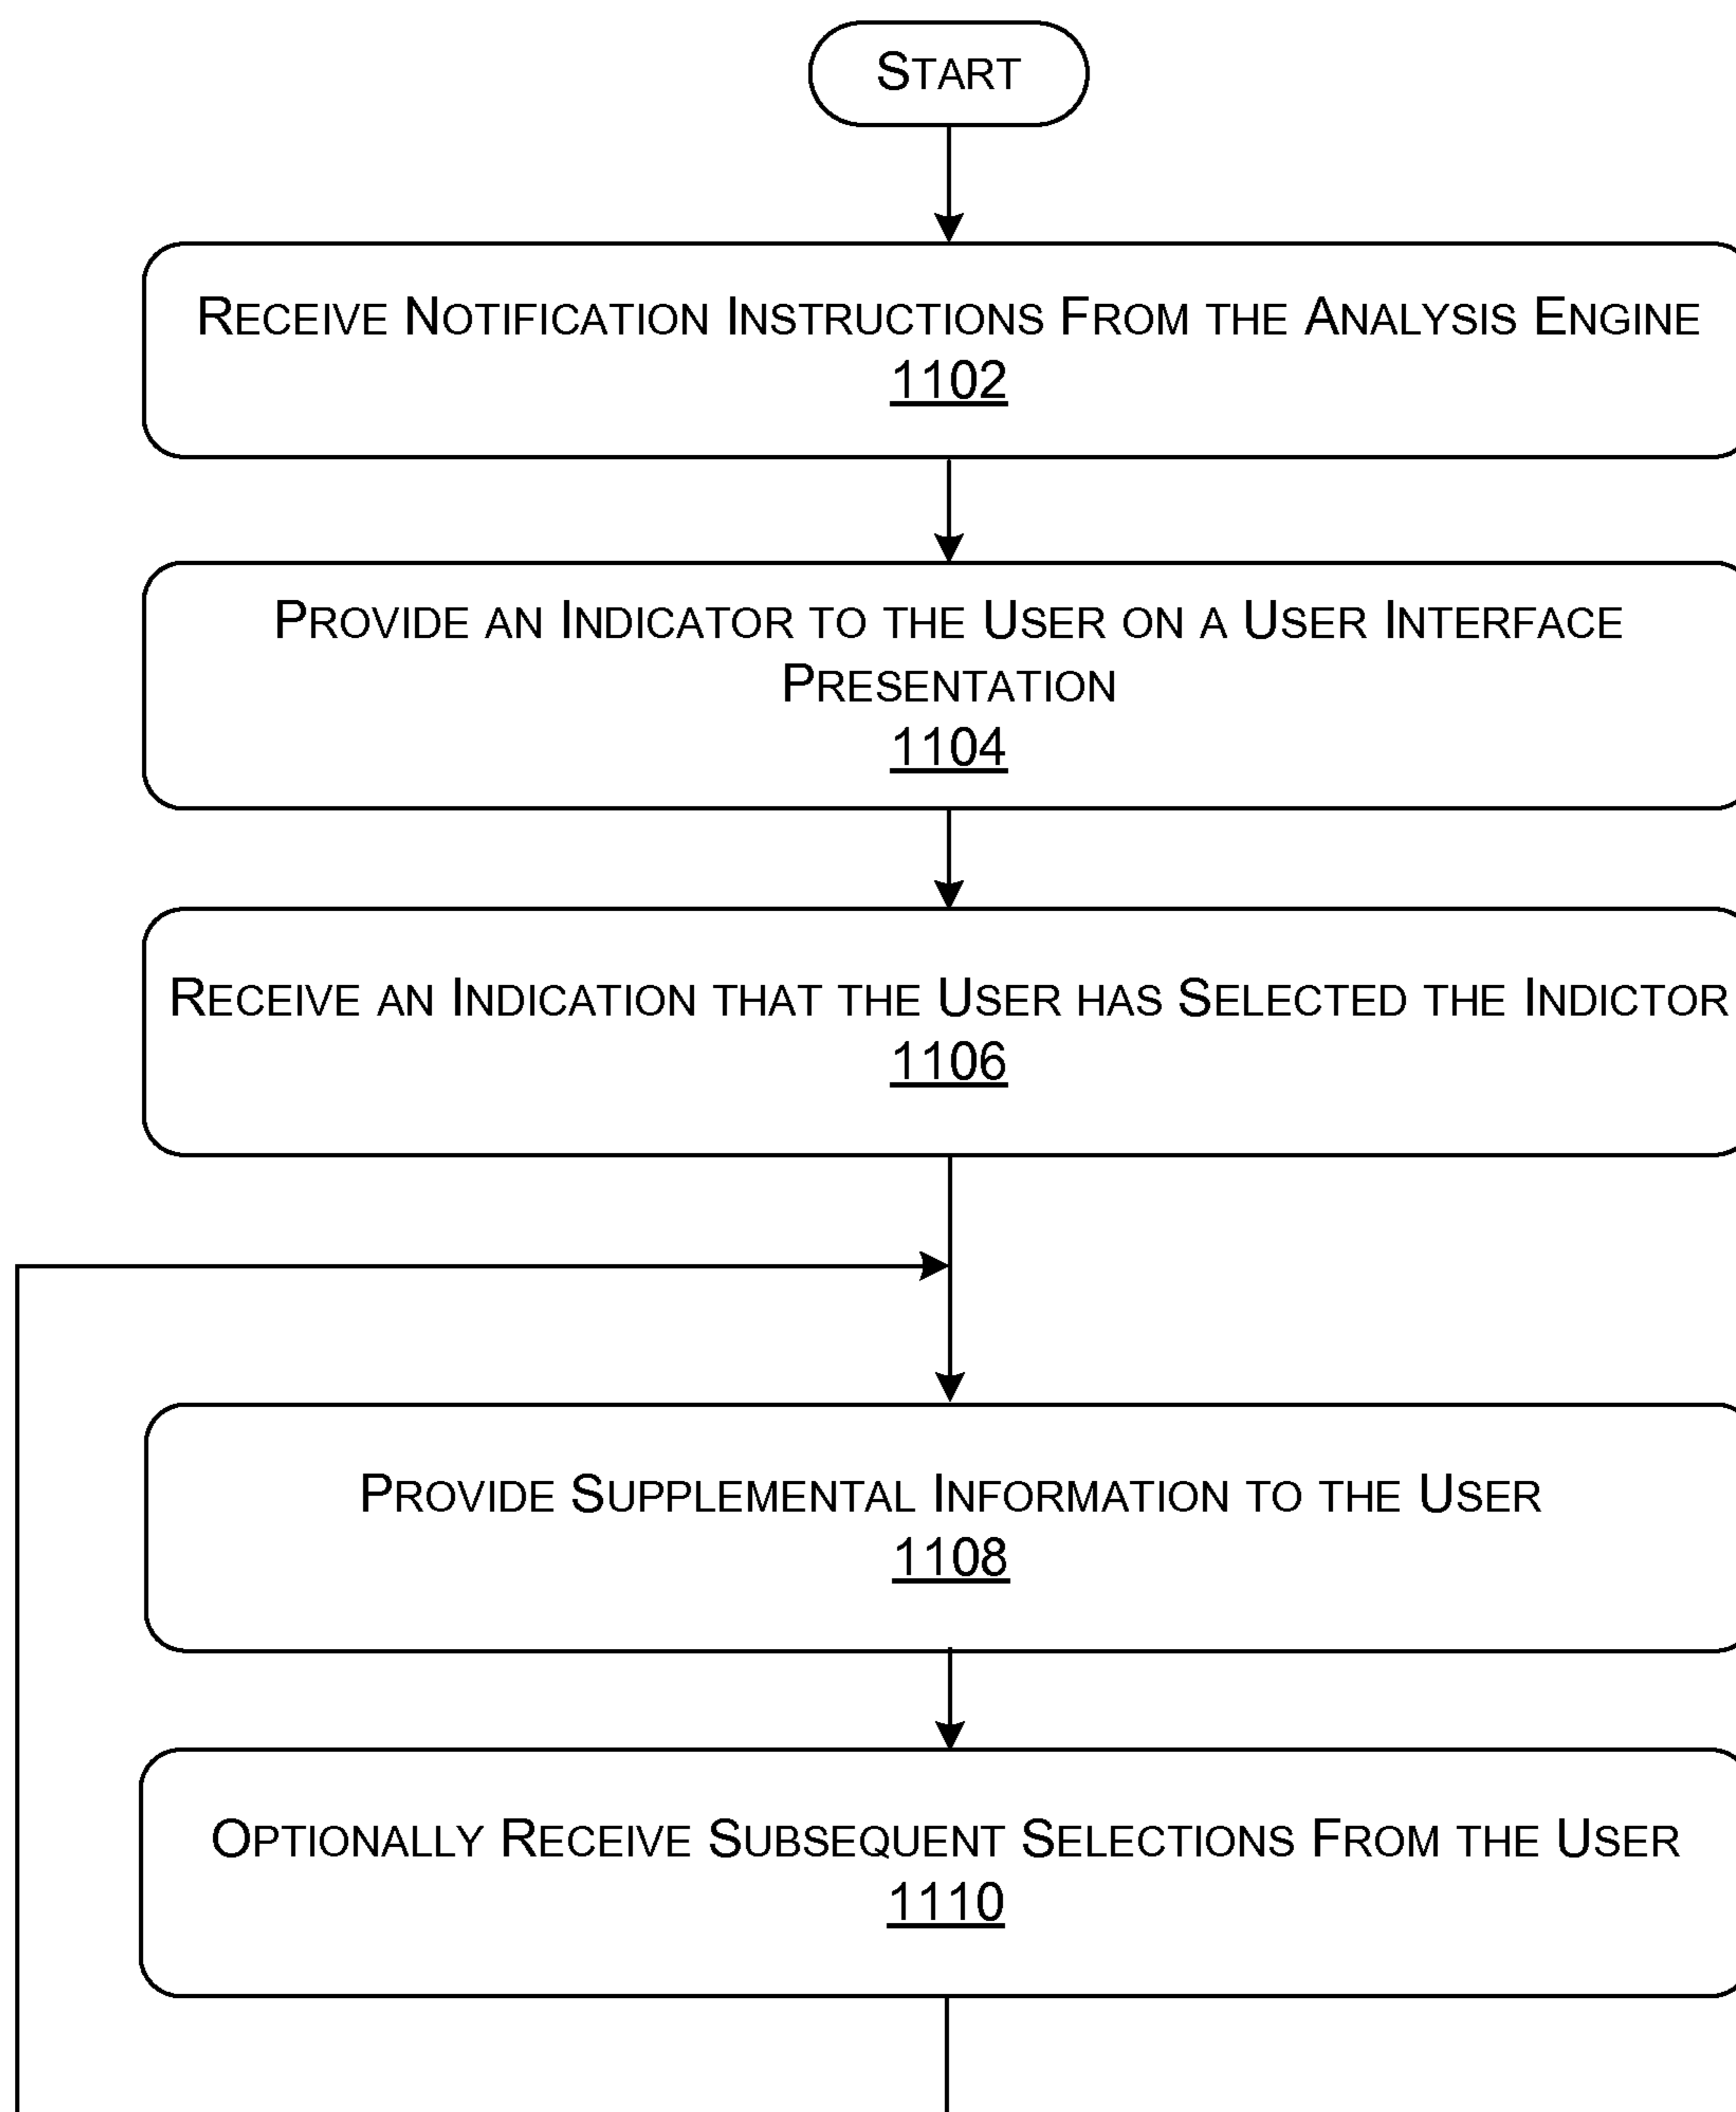 START
RECEIVE NOTIFICATION INSTRUCTIONS FROM THE ANALYSIS ENGINE
1102
PROVIDE AN INDICATOR TO THE USER ON A USER INTERFACE
PRESENTATION
1104
RECEIVE AN INDICATION THAT THE USER HAS SELECTED THE INDICTOR
1106
PROVIDE SUPPLEMENTAL INFORMATION TO THE USER
1108
OPTIONALLY RECEIVE SUBSEQUENT SELECTIONS FROM THE USER
1110